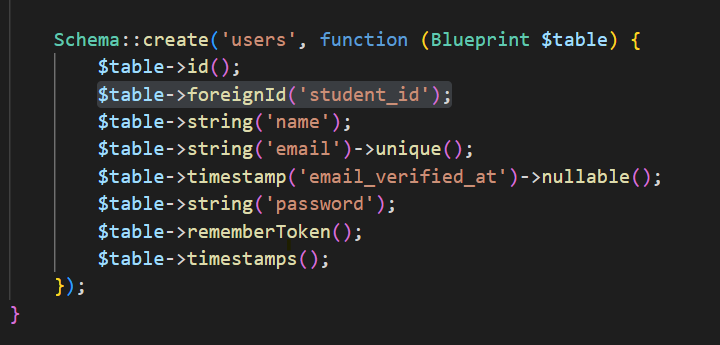 Schema::create('users', function (Blueprint $table) {
$table->id();
$table->foreignId('student_id');
$table->string('name');
$table->string('email')->unique();
$table->timestamp('email_verified_at')->nullable();
$table->string('password');
$table->rememberToken();
$table->timestamps();
});
}